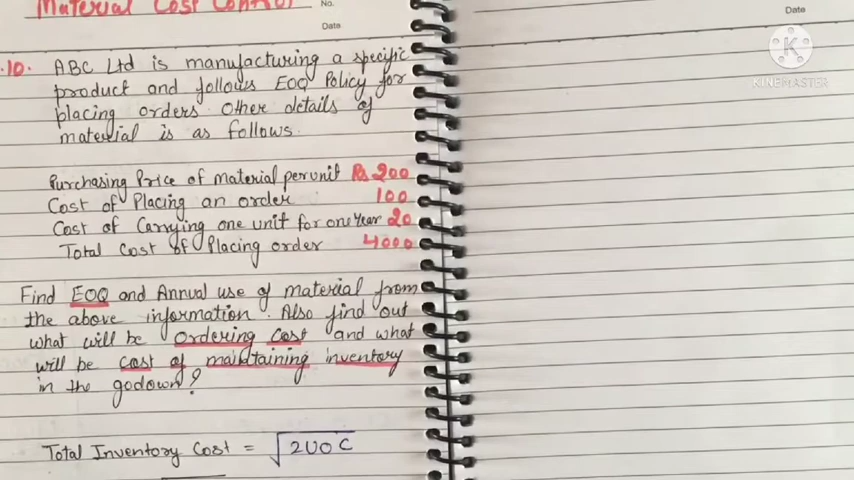 Material Cost Control
No.
Date
Date
.10. ABC Ltd is manufacturing a specific
product and follows EOQ Policy for
placing orders. Other details of
material is as follows.
Purchasing Price of Material per unit Rs 200
Cost of Placing an order 100
Cost of Carrying one unit for one Year 20
Total Cost of Placing order 4000
Find EOQ and Annual use of material from
the above information. Also find out
what will be ordering cost and what
will be cost of maintaining inventory
in the godown?
Total Inventory Cost = √2UOC
K
KINEMASTER